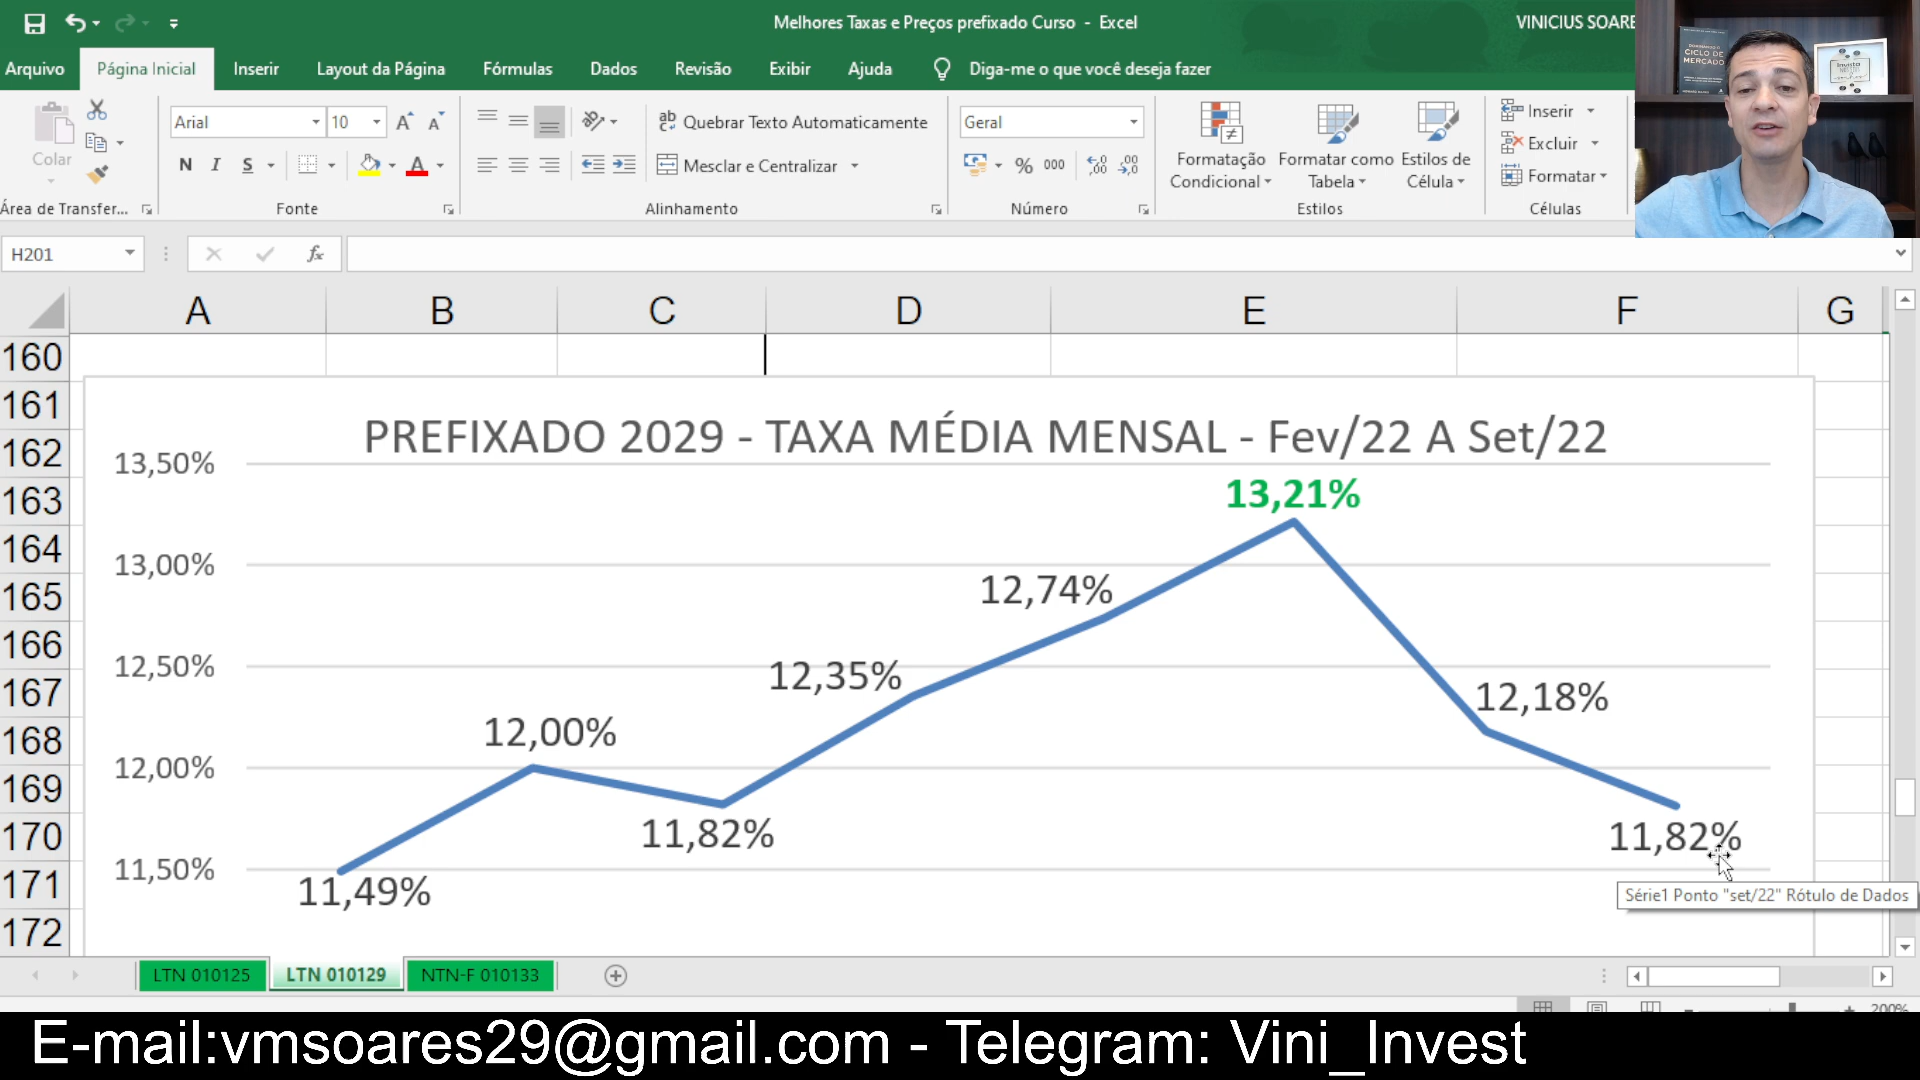 Melhores Taxas e Preços prefixado Curso - Excel
VINICIUS SOARE
Arquivo
Página Inicial
Inserir
Layout da Página
Fórmulas
Dados
Revisão
Exibir
Ajuda
Diga-me o que você deseja fazer
Colar
Área de Transfer...
Arial
10
N I S
Fonte
Quebrar Texto Automaticamente
Mesclar e Centralizar
Alinhamento
Geral
% 000
Número
Formatação Condicional
Formatar como Tabela
Estilos de Célula
Estilos
Inserir
Excluir
Formatar
Células
CICLO DE
MERCADO
H201
fx
A B C D E F G
160
161
162
163
164
165
166
167
168
169
170
171
172
PREFIXADO 2029 - TAXA MÉDIA MENSAL - Fev/22 A Set/22
13,50%
13,00%
12,50%
12,00%
11,50%
11,49%
12,00%
11,82%
12,35%
12,74%
13,21%
12,18%
11,82%
Série1 Ponto "set/22" Rótulo de Dados
LTN 010125
LTN 010129
NTN-F 010133
200%
E-mail:vmsoares29@gmail.com - Telegram: Vini_Invest